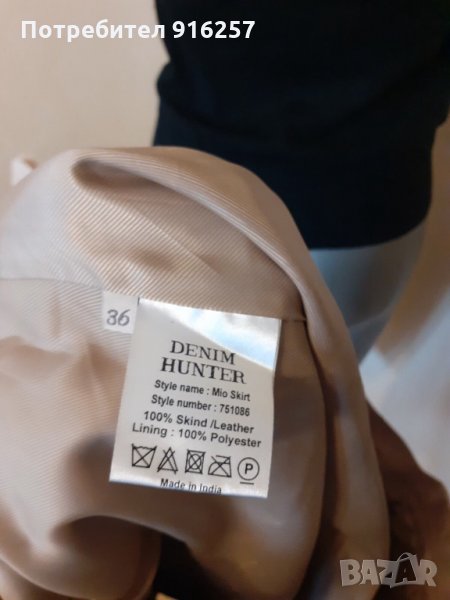 Потребител 916257
36
DENIM
HUNTER
Style name : Mio Skirt
Style number : 751086
100% Skind /Leather
Lining : 100% Polyester
P
Made in India
BAZAR